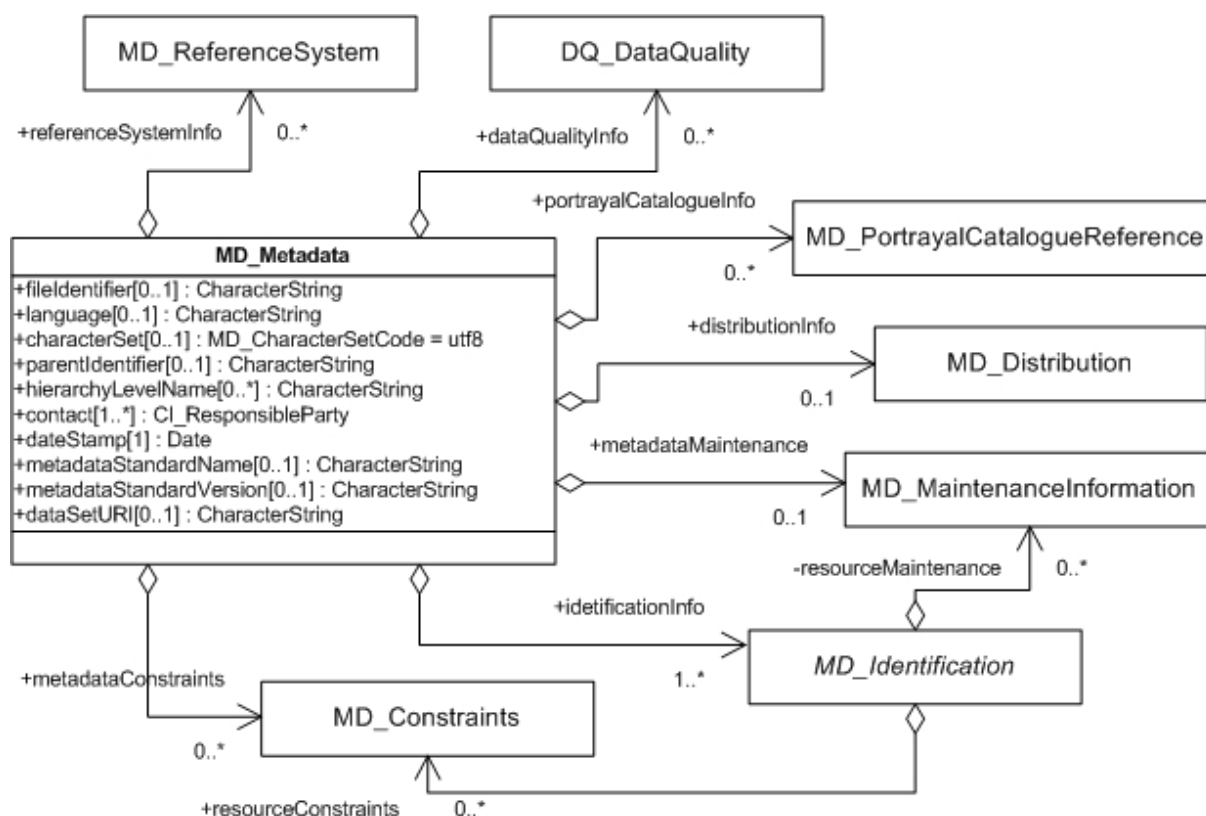 MD_ReferenceSystem
DQ_DataQuality
+referenceSystemInfo
0..*
+dataQualityInfo
0..*
+portrayalCatalogueInfo
MD_PortrayalCatalogueReference
0..*
MD_Metadata
+fileIdentifier[0..1] : CharacterString
+language[0..1] : CharacterString
+characterSet[0..1] : MD_CharacterSetCode = utf8
+parentIdentifier[0..1] : CharacterString
+hierarchyLevelName[0..*] : CharacterString
+contact[1..*] : CI_ResponsibleParty
+dateStamp[1] : Date
+metadataStandardName[0..1] : CharacterString
+metadataStandardVersion[0..1] : CharacterString
+dataSetURI[0..1] : CharacterString
+distributionInfo
MD_Distribution
0..1
+metadataMaintenance
MD_MaintenanceInformation
0..1
-resourceMaintenance
0..*
+idetificationInfo
MD_Identification
1..*
+metadataConstraints
MD_Constraints
0..*
+resourceConstraints
0..*